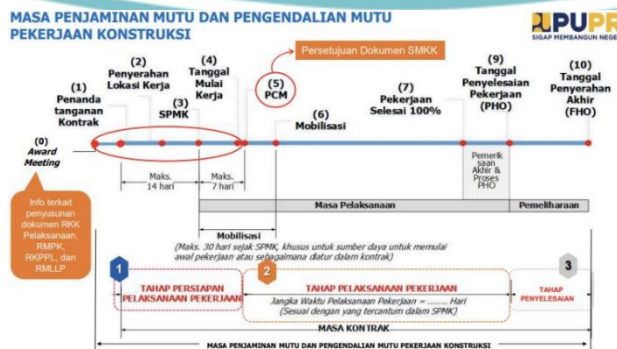 MASA PENJAMINAN MUTU DAN PENGENDALIAN MUTU
PEKERJAAN KONSTRUKSI
PUPR
SIGAP MEMBANGUN NEGERI
Persetujuan Dokumen SMKK
(0)
Award
Meeting
(1)
Penanda
tanganan
Kontrak
(2)
Penyerahan
Lokasi Kerja
(3)
SPMK
(4)
Tanggal
Mulai
Kerja
(5)
PCM
(6)
Mobilisasi
(7)
Pekerjaan
Selesai 100%
(9)
Tanggal
Penyelesaian
Pekerjaan
(PHO)
(10)
Tanggal
Penyerahan
Akhir
(FHO)
Info terkait
penyusunan
dokumen RKK
Pelaksanaan,
RMPK,
RKPPL, dan
RMLLP
Maks.
14 hari
Maks.
7 hari
Pemerik
saan
Akhir &
Proses
PHO
Masa Pelaksanaan
Pemeliharaan
Mobilisasi
(Maks. 30 hari sejak SPMK, khusus untuk sumber daya untuk memulai
awal pekerjaan atau sebagaimana diatur dalam kontrak)
1
TAHAP PERSIAPAN
PELAKSANAAN PEKERJAAN
2
TAHAP PELAKSANAAN PEKERJAAN
Jangka Waktu Pelaksanaan Pekerjaan = ....... Hari
(Sesuai dengan yang tercantum dalam SPMK)
3
TAHAP
PENYELESAIAN
MASA KONTRAK
MASA PENJAMINAN MUTU DAN PENGENDALIAN MUTU PEKERJAAN KONSTRUKSI